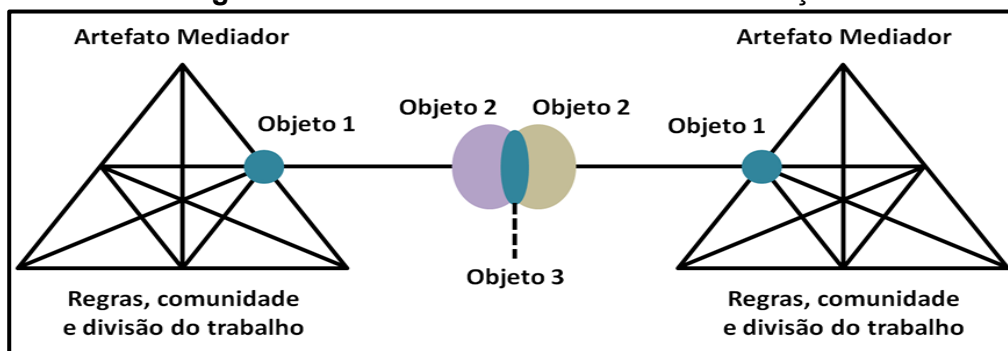 Artefato Mediador
Artefato Mediador
Objeto 2
Objeto 2
Objeto 1
Objeto 1
Objeto 3
Regras, comunidade
e divisão do trabalho
Regras, comunidade
e divisão do trabalho